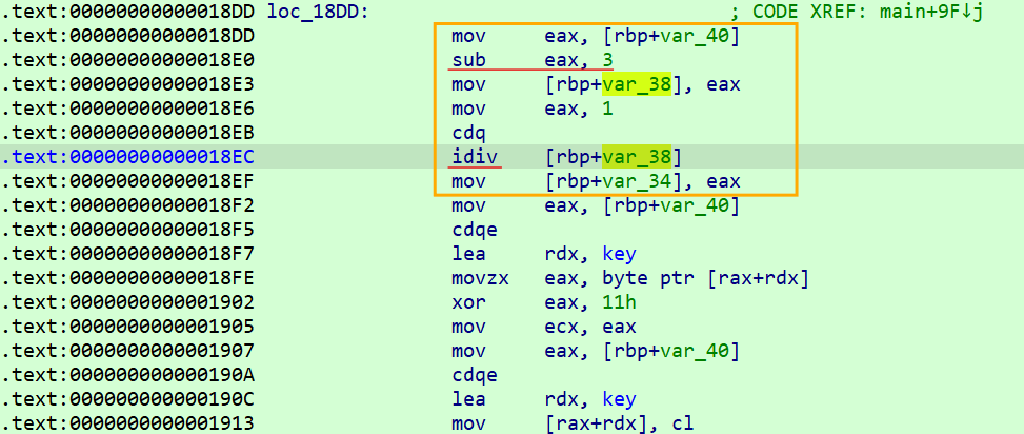 .text:00000000000018DD loc_18DD: ; CODE XREF: main+9F↓j
.text:00000000000018DD mov eax, [rbp+var_40]
.text:00000000000018E0 sub eax, 3
.text:00000000000018E3 mov [rbp+var_38], eax
.text:00000000000018E6 mov eax, 1
.text:00000000000018EB cdq
.text:00000000000018EC idiv [rbp+var_38]
.text:00000000000018EF mov [rbp+var_34], eax
.text:00000000000018F2 mov eax, [rbp+var_40]
.text:00000000000018F5 cdqe
.text:00000000000018F7 lea rdx, key
.text:00000000000018FE movzx eax, byte ptr [rax+rdx]
.text:0000000000001902 xor eax, 11h
.text:0000000000001905 mov ecx, eax
.text:0000000000001907 mov eax, [rbp+var_40]
.text:000000000000190A cdqe
.text:000000000000190C lea rdx, key
.text:0000000000001913 mov [rax+rdx], cl